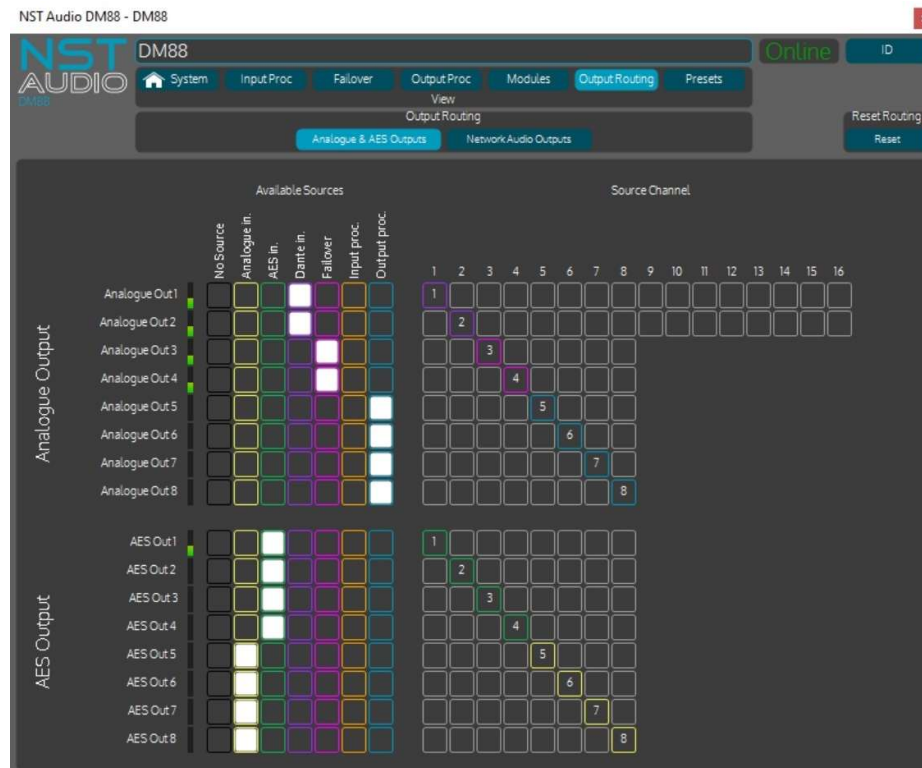 NST Audio DM88 - DM88
NST
AUDIO
DM88
DM88
Online
ID
System
Input Proc
Failover
Output Proc
Modules
Output Routing
Presets
View
Output Routing
Analogue & AES Outputs
Network Audio Outputs
Reset Routing
Reset
Available Sources
Source Channel
No Source
Analogue in.
AES in.
Dante in.
Failover
Input proc.
Output proc.
1 2 3 4 5 6 7 8 9 10 11 12 13 14 15 16
Analogue Output
Analogue Out 1 1
Analogue Out 2 2
Analogue Out 3 3
Analogue Out 4 4
Analogue Out 5 5
Analogue Out 6 6
Analogue Out 7 7
Analogue Out 8 8
AES Output
AES Out 1 1
AES Out 2 2
AES Out 3 3
AES Out 4 4
AES Out 5 5
AES Out 6 6
AES Out 7 7
AES Out 8 8